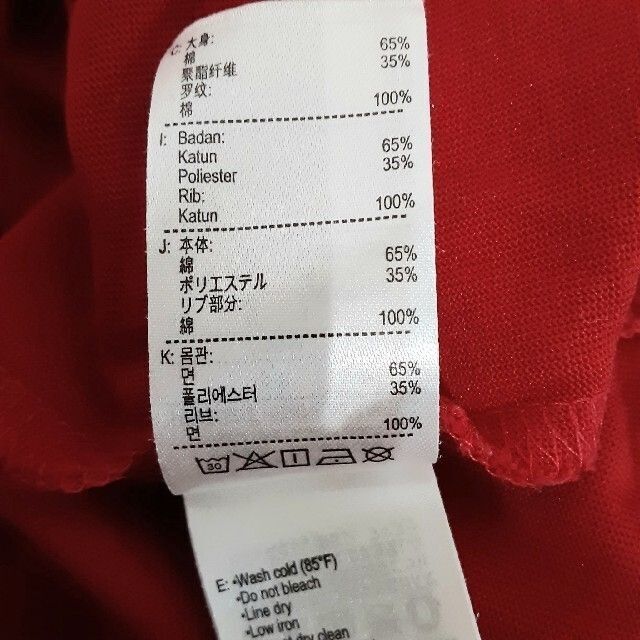 C: 大身:
棉 65%
聚酯纤维 35%
罗纹:
棉 100%
I: Badan:
Katun 65%
Poliester 35%
Rib:
Katun 100%
J: 本体:
綿 65%
ポリエステル 35%
リブ部分:
綿 100%
K: 몸판:
면 65%
폴리에스터 35%
리브:
면 100%
30
E: •Wash cold (85°F)
•Do not bleach
•Line dry
•Low iron
dry clean